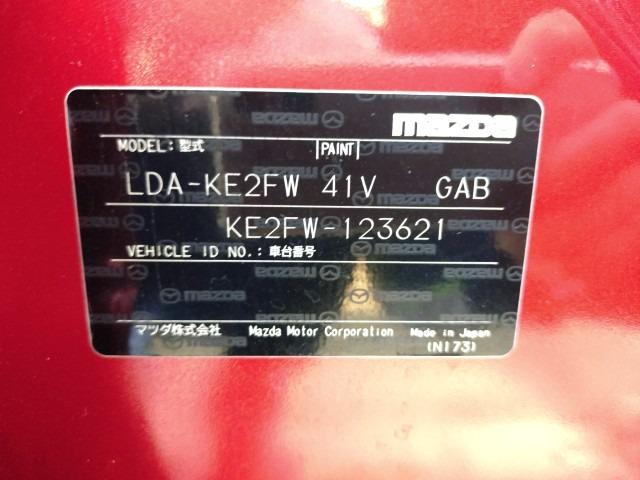 mazda
MODEL: 型式 PAINT
LDA-KE2FW 41V GAB
KE2FW-123621
VEHICLE ID NO.: 車台番号
マツダ株式会社 Mazda Motor Corporation Made in Japan
(N173)